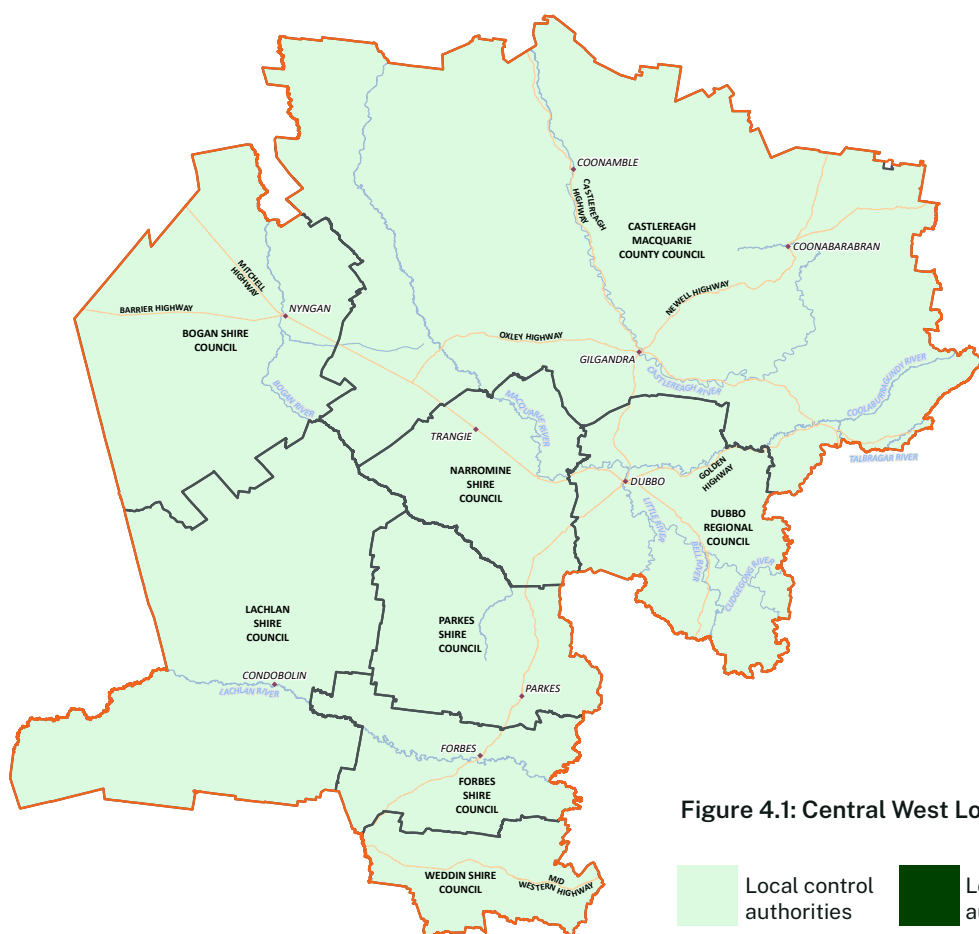 COONAMBLE
CASTLEREAGH
HIGHWAY
CASTLEREAGH
MACQUARIE
COUNTY COUNCIL
COONABARABRAN
MITCHELL
HIGHWAY
NEWELL HIGHWAY
BARRIER HIGHWAY
NYNGAN
BOGAN SHIRE
COUNCIL
OXLEY HIGHWAY
GILGANDRA
CASTLEREAGH RIVER
COOLABURRAGUNDY RIVER
BOGAN RIVER
MACQUARIE
RIVER
TRANGIE
TALBRAGAR RIVER
NARROMINE
SHIRE
COUNCIL
GOLDEN
HIGHWAY
DUBBO
LITTLE RIVER
DUBBO
REGIONAL
COUNCIL
BELL RIVER
CUDGEGONG RIVER
LACHLAN
SHIRE
COUNCIL
PARKES
SHIRE
COUNCIL
CONDOBOLIN
LACHLAN RIVER
PARKES
FORBES
FORBES
SHIRE
COUNCIL
Figure 4.1: Central West Lo
WEDDIN SHIRE
COUNCIL
MID
WESTERN HIGHWAY
Local control
authorities
L
au